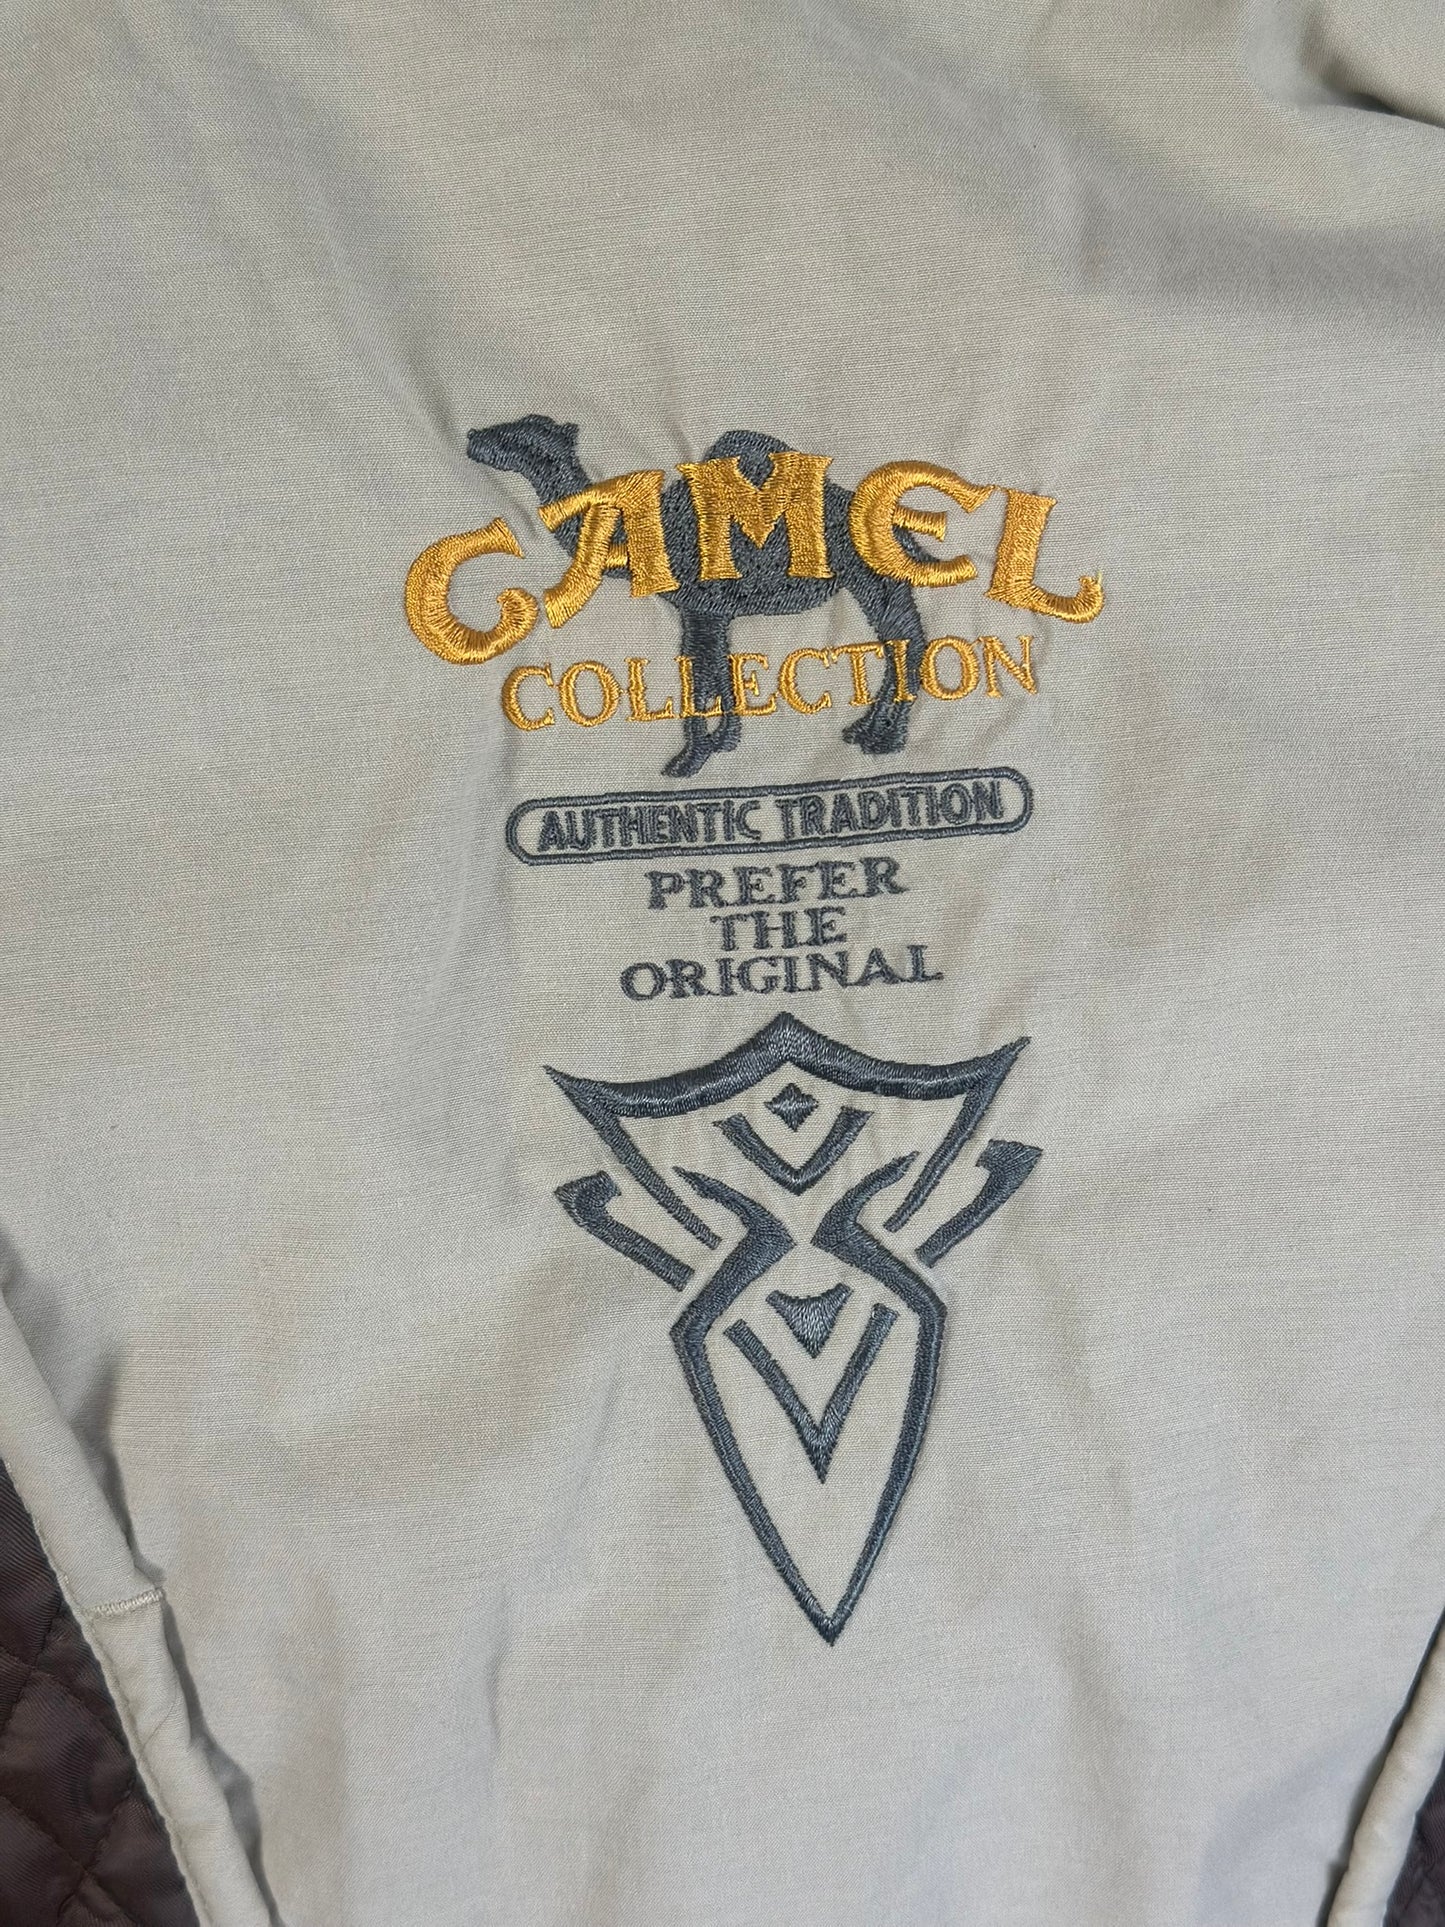 CAMEL
COLLECTION
AUTHENTIC TRADITION
PREFER
THE
ORIGINAL